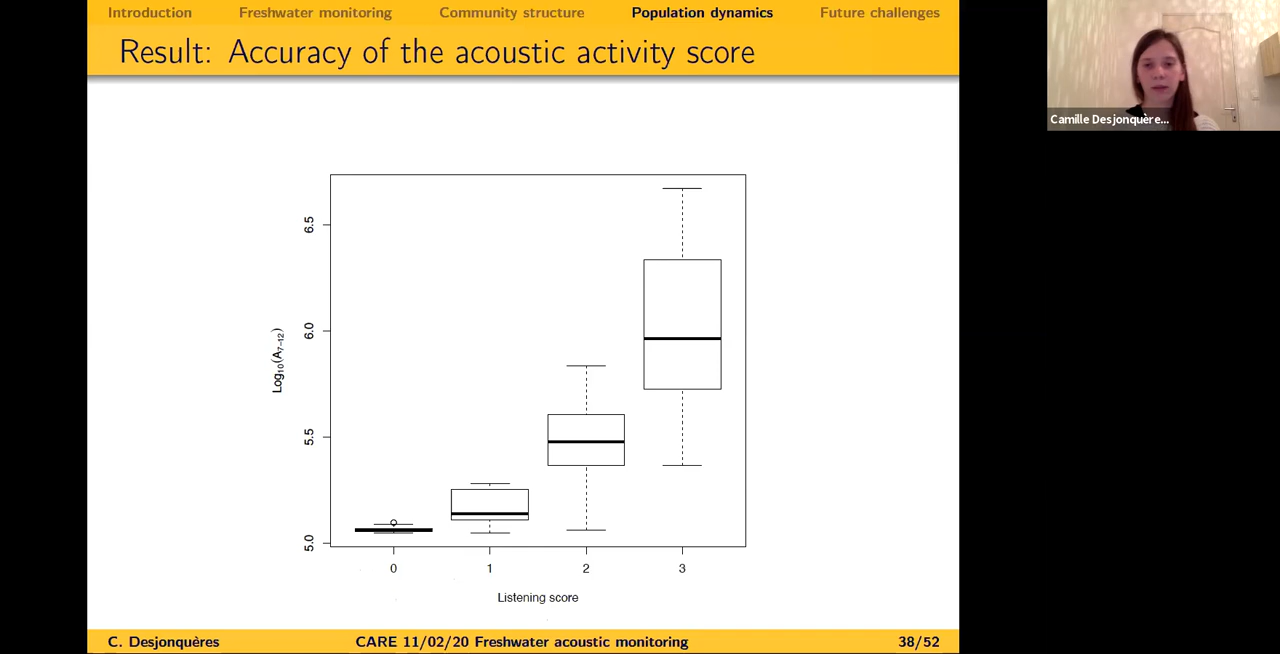 Introduction Freshwater monitoring Community structure Population dynamics Future challenges
Result: Accuracy of the acoustic activity score
Camille Desjonquère...
6.5
6.0
5.5
5.0
Log₁₀(A₇₋₁₂)
0 1 2 3
Listening score
C. Desjonquères CARE 11/02/20 Freshwater acoustic monitoring 38/52